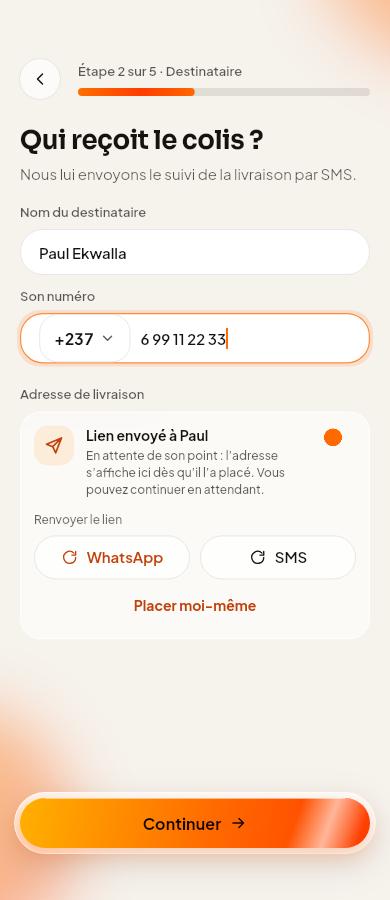 Étape 2 sur 5 · Destinataire
Qui reçoit le colis ?
Nous lui envoyons le suivi de la livraison par SMS.
Nom du destinataire
Paul Ekwalla
Son numéro
+237 6 99 11 22 33
Adresse de livraison
Lien envoyé à Paul
En attente de son point : l'adresse
s'affiche ici dès qu'il l'a placé. Vous
pouvez continuer en attendant.
Renvoyer le lien
WhatsApp SMS
Placer moi-même
Continuer